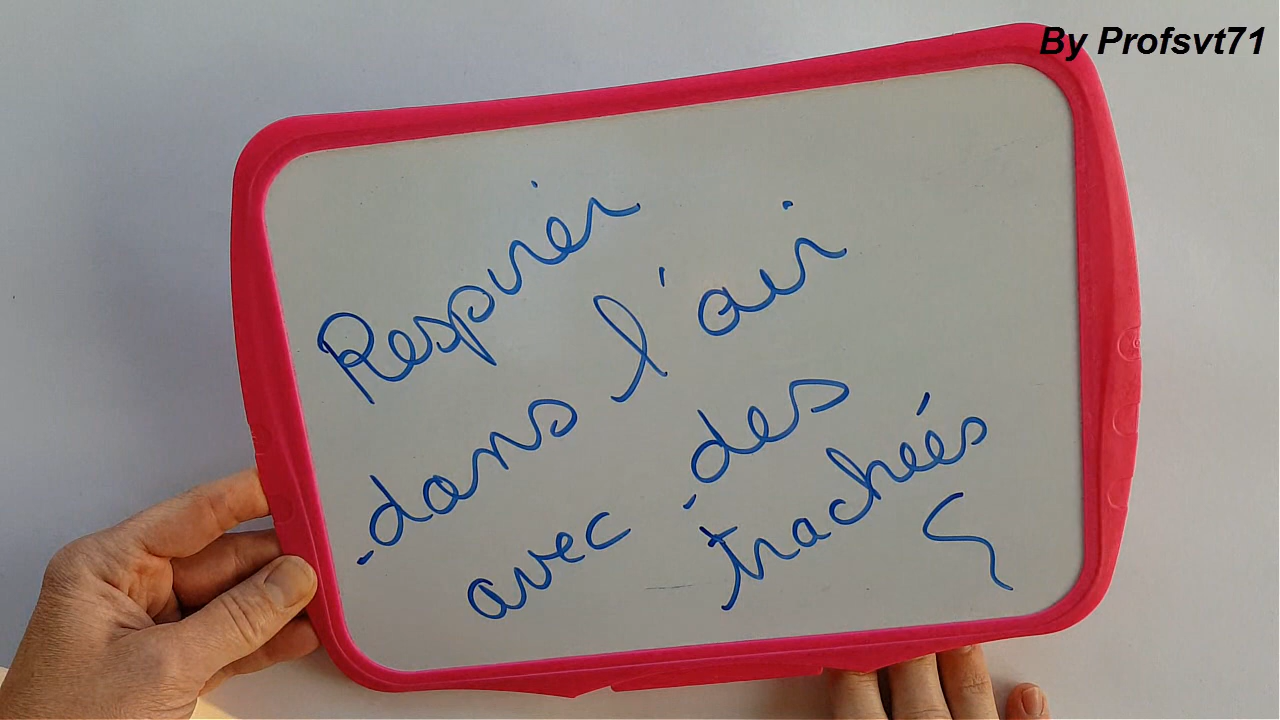 By Profsvt71
Respirer
dans l'air
avec des
trachées